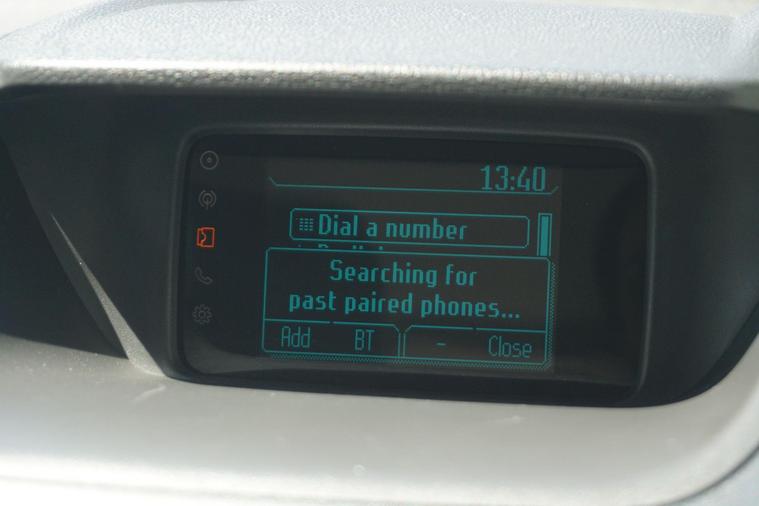 13:40
Dial a number
Searching for
past paired phones...
Add BT - Close